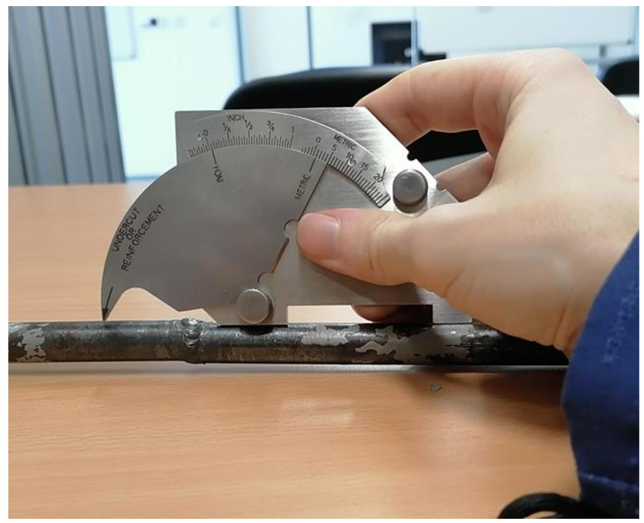 INCH
0 ¼ ½ ¾ 1
METRIC
0 5 10 15 20
INCH
METRIC
UNDERCUT
OR
REINFORCEMENT